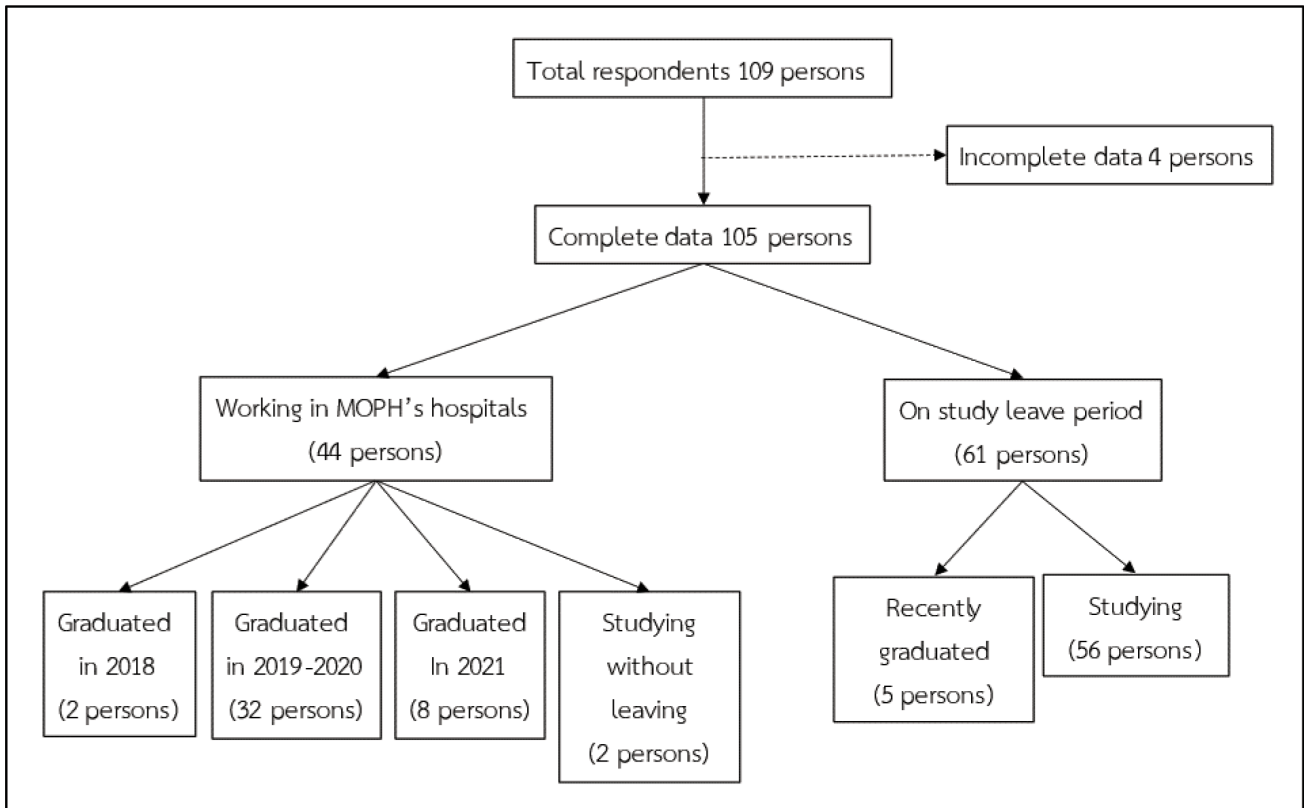 Total respondents 109 persons
Incomplete data 4 persons
Complete data 105 persons
Working in MOPH's hospitals
(44 persons)
On study leave period
(61 persons)
Graduated
in 2018
(2 persons)
Graduated
in 2019-2020
(32 persons)
Graduated
In 2021
(8 persons)
Studying
without
leaving
(2 persons)
Recently
graduated
(5 persons)
Studying
(56 persons)